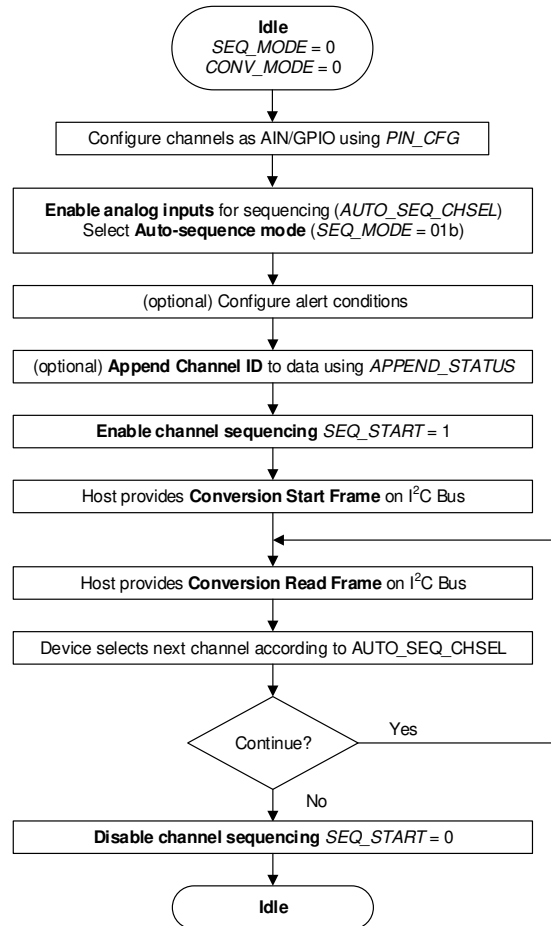 Idle
SEQ_MODE = 0
CONV_MODE = 0
Configure channels as AIN/GPIO using PIN_CFG
Enable analog inputs for sequencing (AUTO_SEQ_CHSEL)
Select Auto-sequence mode (SEQ_MODE = 01b)
(optional) Configure alert conditions
(optional) Append Channel ID to data using APPEND_STATUS
Enable channel sequencing SEQ_START = 1
Host provides Conversion Start Frame on I²C Bus
Host provides Conversion Read Frame on I²C Bus
Device selects next channel according to AUTO_SEQ_CHSEL
Continue?
Yes
No
Disable channel sequencing SEQ_START = 0
Idle